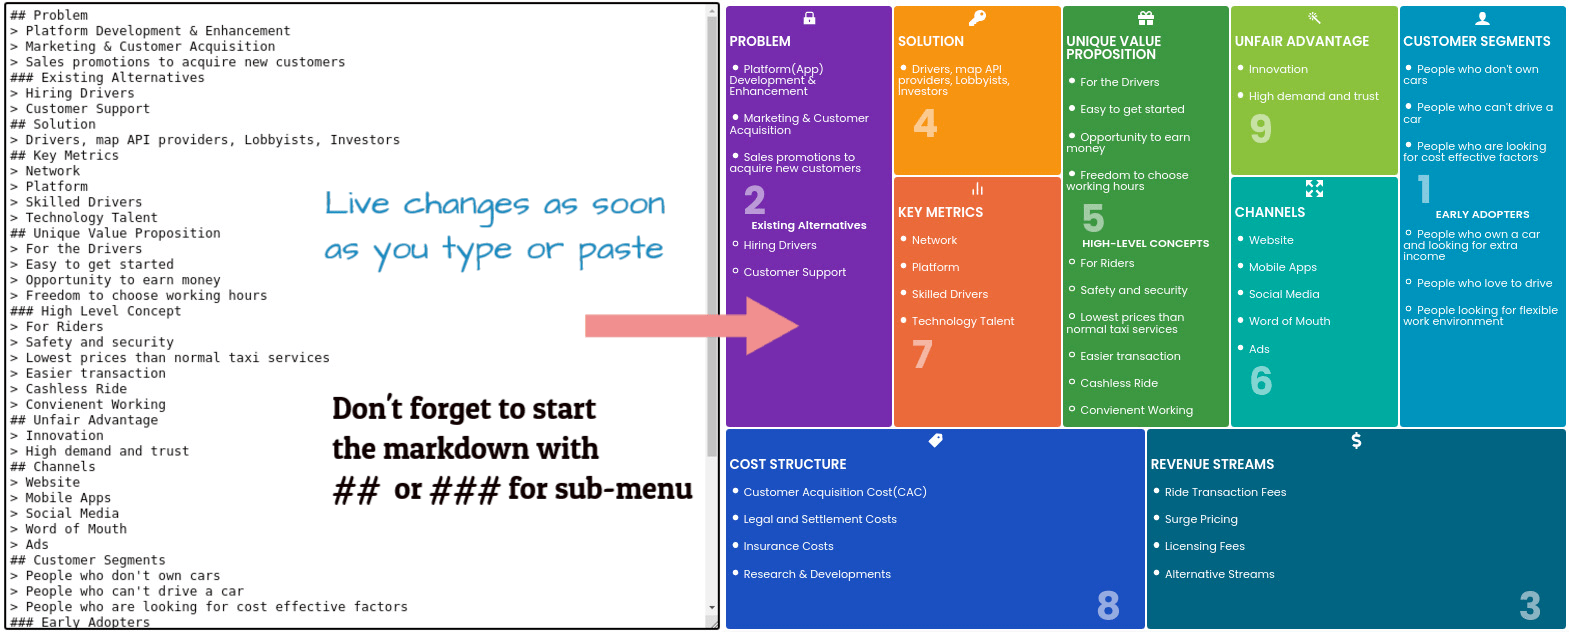 ## Problem
> Platform Development & Enhancement
> Marketing & Customer Acquisition
> Sales promotions to acquire new customers
### Existing Alternatives
> Hiring Drivers
> Customer Support
## Solution
> Drivers, map API providers, Lobbyists, Investors
## Key Metrics
> Network
> Platform
> Skilled Drivers
> Technology Talent
## Unique Value Proposition
> For the Drivers
> Easy to get started
> Opportunity to earn money
> Freedom to choose working hours
### High Level Concept
> For Riders
> Safety and security
> Lowest prices than normal taxi services
> Easier transaction
> Cashless Ride
> Convienent Working
## Unfair Advantage
> Innovation
> High demand and trust
## Channels
> Website
> Mobile Apps
> Social Media
> Word of Mouth
> Ads
## Customer Segments
> People who don't own cars
> People who can't drive a car
> People who are looking for cost effective factors
### Early Adopters
Live changes as soon
as you type or paste
Don't forget to start
the markdown with
## or ### for sub-menu
PROBLEM
• Platform(App)
Development &
Enhancement
• Marketing & Customer
Acquisition
• Sales promotions to
acquire new customers
2
Existing Alternatives
Hiring Drivers
Customer Support
SOLUTION
• Drivers, map API
providers, Lobbyists,
Investors
4
KEY METRICS
• Network
• Platform
• Skilled Drivers
• Technology Talent
7
UNIQUE VALUE
PROPOSITION
• For the Drivers
• Easy to get started
• Opportunity to earn
money
• Freedom to choose
working hours
5
HIGH-LEVEL CONCEPTS
For Riders
Safety and security
Lowest prices than
normal taxi services
Easier transaction
Cashless Ride
Convienent Working
UNFAIR ADVANTAGE
• Innovation
• High demand and trust
9
CHANNELS
• Website
• Mobile Apps
• Social Media
• Word of Mouth
• Ads
6
CUSTOMER SEGMENTS
• People who don't own
cars
• People who can't drive a
car
• People who are looking
for cost effective factors
1
EARLY ADOPTERS
People who own a car
and looking for extra
income
People who love to drive
People looking for flexible
work environment
COST STRUCTURE
• Customer Acquisition Cost(CAC)
• Legal and Settlement Costs
• Insurance Costs
• Research & Developments
8
$
REVENUE STREAMS
• Ride Transaction Fees
• Surge Pricing
• Licensing Fees
• Alternative Streams
3